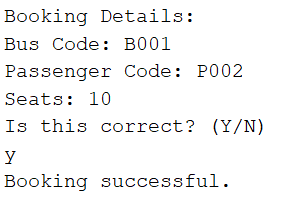 Booking Details:
Bus Code: B001
Passenger Code: P002
Seats: 10
Is this correct? (Y/N)
y
Booking successful.